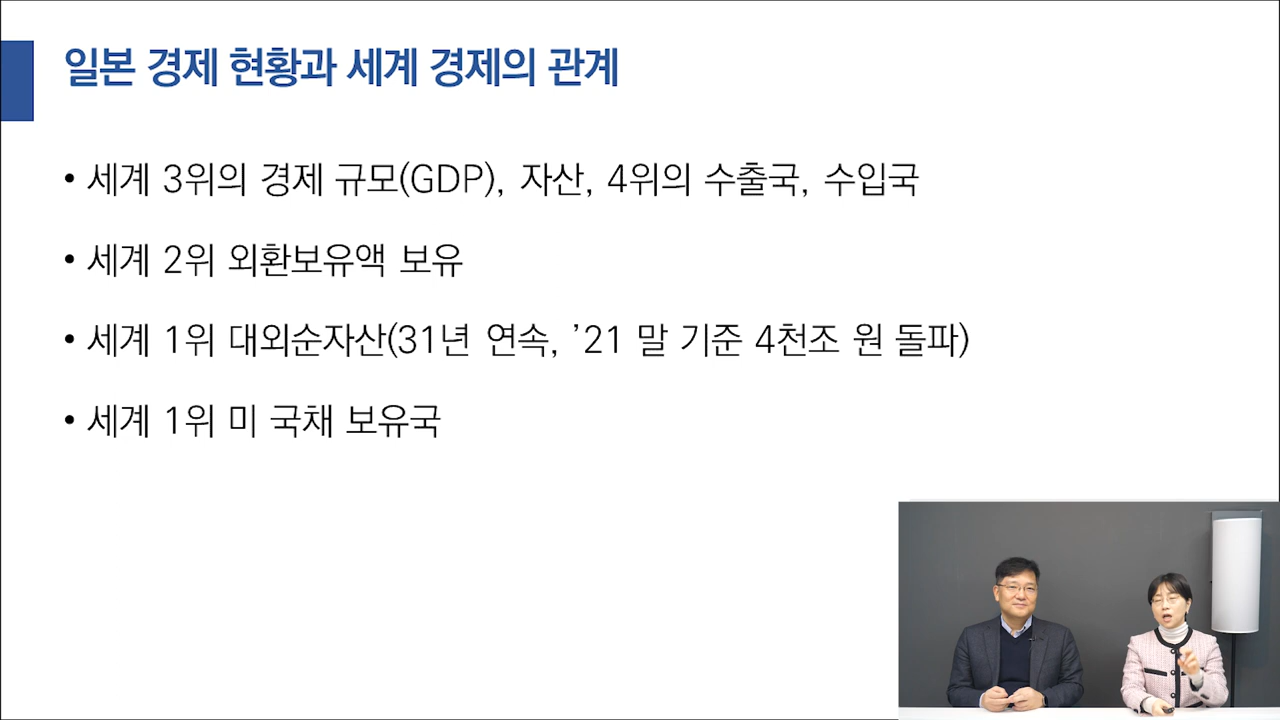 일본 경제 현황과 세계 경제의 관계
• 세계 3위의 경제 규모(GDP), 자산, 4위의 수출국, 수입국
• 세계 2위 외환보유액 보유
• 세계 1위 대외순자산(31년 연속, ’21 말 기준 4천조 원 돌파)
• 세계 1위 미 국채 보유국